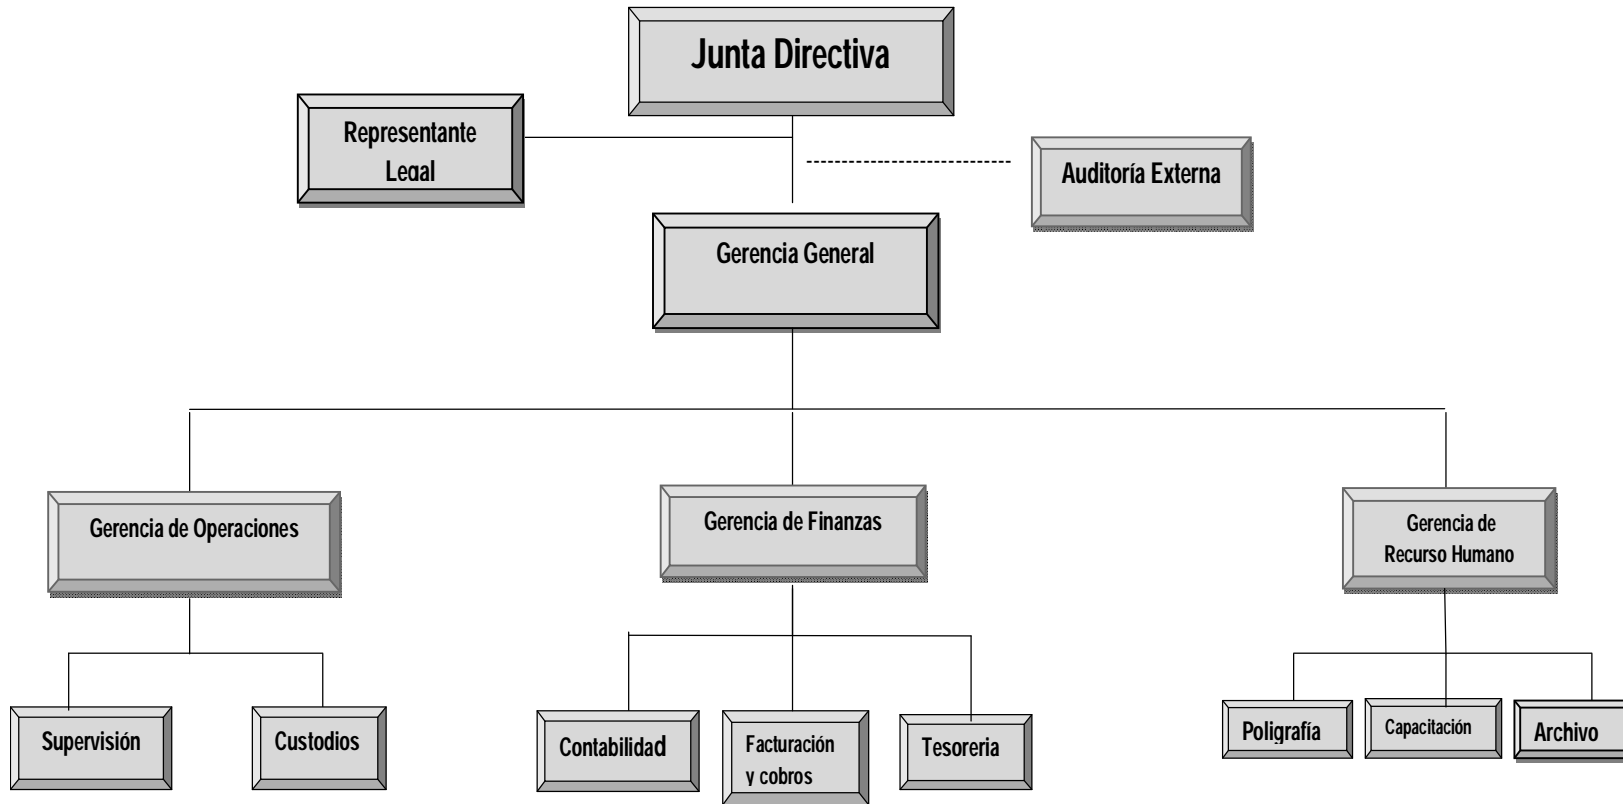 Junta Directiva
Representante
Legal
Auditoría Externa
Gerencia General
Gerencia de Operaciones
Gerencia de Finanzas
Gerencia de
Recurso Humano
Supervisión
Custodios
Contabilidad
Facturación
y cobros
Tesoreria
Poligrafía
Capacitación
Archivo